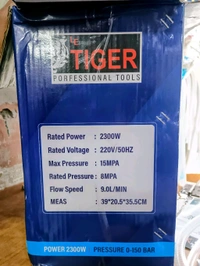 TIGER
PORFESSIONAL TOOLS
Rated Power : 2300W
Rated Voltage : 220V/50HZ
Max Pressure : 15MPA
Rated Pressure : 8MPA
Flow Speed : 9.0L/MIN
MEAS : 39*20.5*35.5CM
POWER 2300W PRESSURE 0-150 BAR